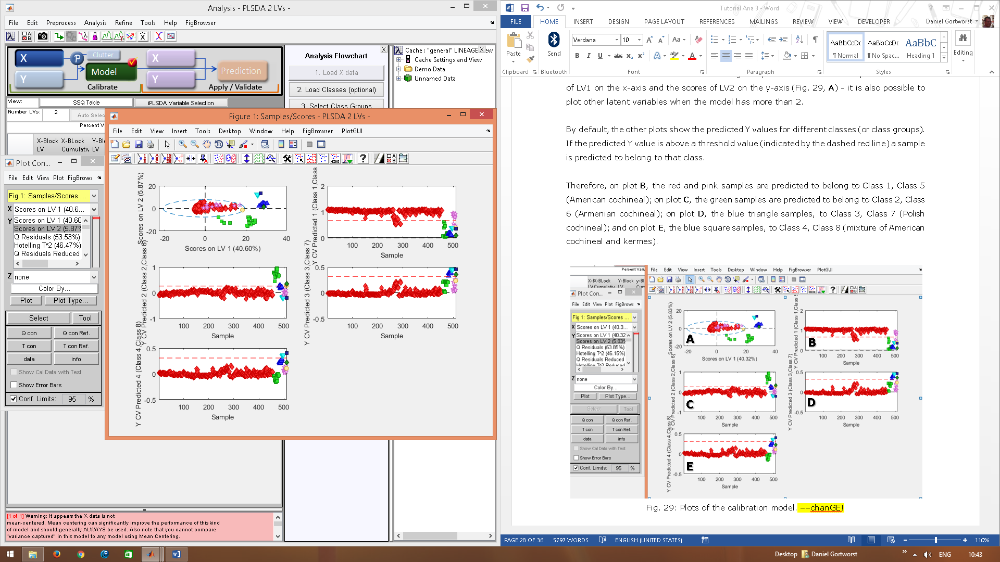 Analysis - PLSDA 2 LVs -
File Edit Preprocess Analysis Refine Tools Help FigBrowser
X P Clutter X
Y Model Y Prediction
Calibrate Apply / Validate
View: SSQ Table iPLSDA Variable Selection
Number LVs: 2 Auto Selec
Percent V
X-Block X-BLock Y-Bl
LV Cumulati LV
Analysis Flowchart
1. Load X data
2. Load Classes (optional)
3. Select Class Groups
Cache : "general" LINEAGE
Cache Settings and View
Demo Data
Unnamed Data
Plot Con...
File Edit View Plot FigBrows
Fig 1: Samples/Scores ...
X Scores on LV 1 (40.6...
Y Scores on LV 1 (40.60
Scores on LV 2 (5.87%
Q Residuals (53.53%)
Hotelling T^2 (46.47%)
Q Residuals Reduced
Z none
Color By...
Plot Plot Type...
Select Tool
Q con Q con Ref.
T con T con Ref.
data info
Show Cal Data with Test
Show Error Bars
Conf. Limits: 95 %
Figure 1: Samples/Scores - PLSDA 2 LVs -
File Edit View Insert Tools Desktop Window Help FigBrowser PlotGUI
Scores on LV 2 (5.87%)
20
0
-20
-20 0 20 40
Scores on LV 1 (40.60%)
Y CV Predicted 1 (Class 1,Class
2
1
0
100 200 300 400 500
Sample
Y CV Predicted 2 (Class 2,Class 6)
1
0
-1
100 200 300 400 500
Sample
Y CV Predicted 3 (Class 3,Class 7)
0.5
0
-0.5
100 200 300 400 500
Sample
Y CV Predicted 4 (Class 4,Class 8)
0.5
0
-0.5
100 200 300 400 500
Sample
[1 of 1] Warning: It appears the X data is not
mean-centered. Mean centering can significantly improve the performance of this kind
of model and should generally ALWAYS be used. Also note that you cannot compare
"variance captured" in this model to any model using Mean Centering.
Tutorial Ana 3 - Word
FILE HOME INSERT DESIGN PAGE LAYOUT REFERENCES MAILINGS REVIEW VIEW DEVELOPER Daniel Gortworst
Paste Send Verdana 10 Editing
AaBbCcDc AaBbCcDc AaBbC
¶ Normal ¶ No Spac... Heading 1
Clipboard Bluetooth Font Paragraph Styles
of LV1 on the x-axis and the scores of LV2 on the y-axis (Fig. 29, A) - it is also possible to
plot other latent variables when the model has more than 2.
By default, the other plots show the predicted Y values for different classes (or class groups).
If the predicted Y value is above a threshold value (indicated by the dashed red line) a sample
is predicted to belong to that class.
Therefore, on plot B, the red and pink samples are predicted to belong to Class 1, Class 5
(American cochineal); on plot C, the green samples are predicted to belong to Class 2, Class
6 (Armenian cochineal); on plot D, the blue triangle samples, to Class 3, Class 7 (Polish
cochineal); and on plot E, the blue square samples, to Class 4, Class 8 (mixture of American
cochineal and kermes).
Percent Vari
Plot Con...
File Edit View Plot FigBrows
Fig 1: Samples/Scores ...
X Scores on LV 1 (40.3...
Y Scores on LV 1 (40.32
Scores on LV 2 (5.83%
Q Residuals (53.85%)
Hotelling T^2 (46.15%)
Q Residuals Reduced
Z none
Color By...
Plot Plot Type...
Select Tool
Q con Q con Ref.
T con T con Ref.
data info
Show Cal Data with Test
Show Error Bars
Conf. Limits: 95 %
File Edit View Insert Tools Desktop Window Help FigBrowser PlotGUI
Scores on LV 2 (5.83%)
20
0
-20
A
-20 0 20 40
Scores on LV 1 (40.32%)
Y CV Predicted 1 (Class 1,Class 5
2
1
0
B
100 200 300 400 500
Sample
Y CV Predicted 2 (Class 2,Class 6)
1
0
-1
C
100 200 300 400 500
Sample
Y CV Predicted 3 (Class 3,Class 7)
0.5
0
-0.5
D
100 200 300 400 500
Sample
Y CV Predicted 4 (Class 4,Class 8)
0.5
0
-0.5
E
100 200 300 400 500
Sample
Fig. 29: Plots of the calibration model. ––chanGE!
PAGE 28 OF 36 5797 WORDS ENGLISH (UNITED STATES) 110%
Desktop Daniel Gortworst ENG 10:43